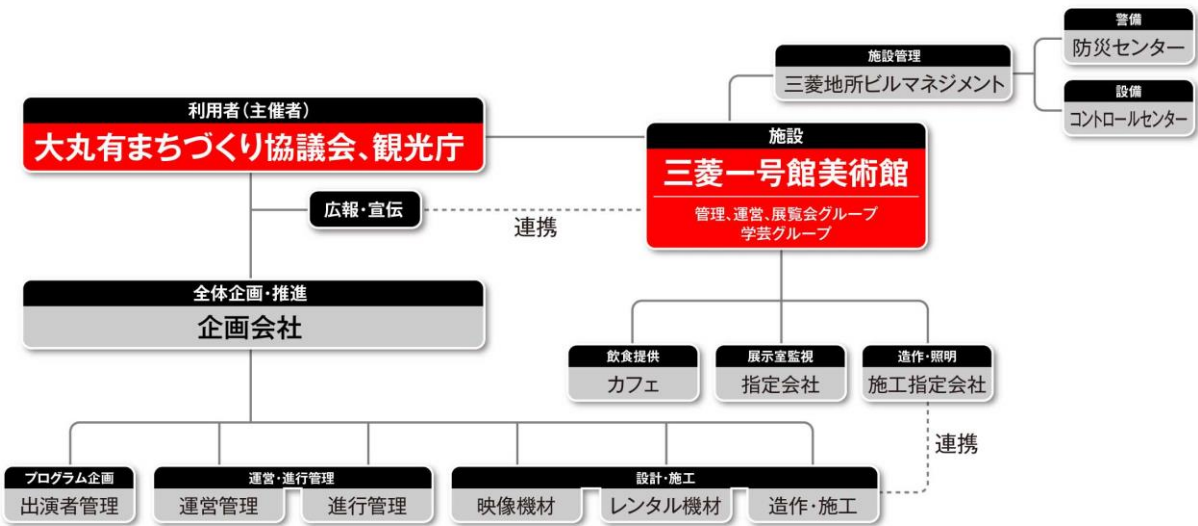 警備
防災センター
施設管理
三菱地所ビルマネジメント
設備
コントロールセンター
利用者(主催者)
大丸有まちづくり協議会、観光庁
施設
三菱一号館美術館
管理、運営、展覧会グループ
学芸グループ
広報・宣伝
連携
全体企画・推進
企画会社
飲食提供
カフェ
展示室監視
指定会社
造作・照明
施工指定会社
連携
プログラム企画
出演者管理
運営・進行管理
運営管理
進行管理
設計・施工
映像機材
レンタル機材
造作・施工